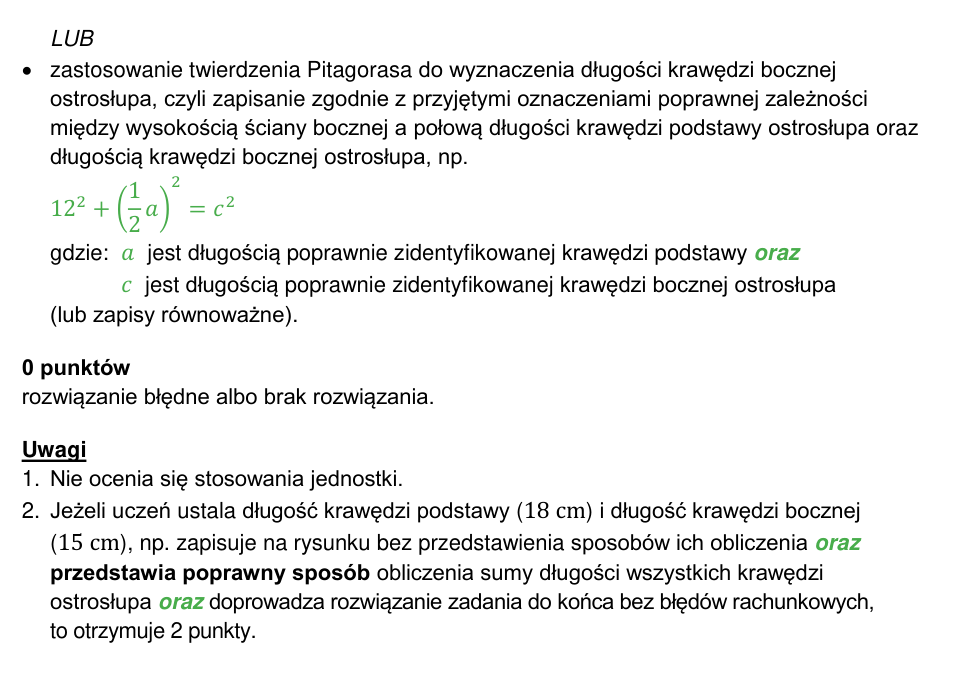 LUB
• zastosowanie twierdzenia Pitagorasa do wyznaczenia długości krawędzi bocznej
ostrosłupa, czyli zapisanie zgodnie z przyjętymi oznaczeniami poprawnej zależności
między wysokością ściany bocznej a połową długości krawędzi podstawy ostrosłupa oraz
długością krawędzi bocznej ostrosłupa, np.
12² + (1/2 a)² = c²
gdzie: a jest długością poprawnie zidentyfikowanej krawędzi podstawy oraz
c jest długością poprawnie zidentyfikowanej krawędzi bocznej ostrosłupa
(lub zapisy równoważne).
0 punktów
rozwiązanie błędne albo brak rozwiązania.
Uwagi
1. Nie ocenia się stosowania jednostki.
2. Jeżeli uczeń ustala długość krawędzi podstawy (18 cm) i długość krawędzi bocznej
(15 cm), np. zapisuje na rysunku bez przedstawienia sposobów ich obliczenia oraz
przedstawia poprawny sposób obliczenia sumy długości wszystkich krawędzi
ostrosłupa oraz doprowadza rozwiązanie zadania do końca bez błędów rachunkowych,
to otrzymuje 2 punkty.